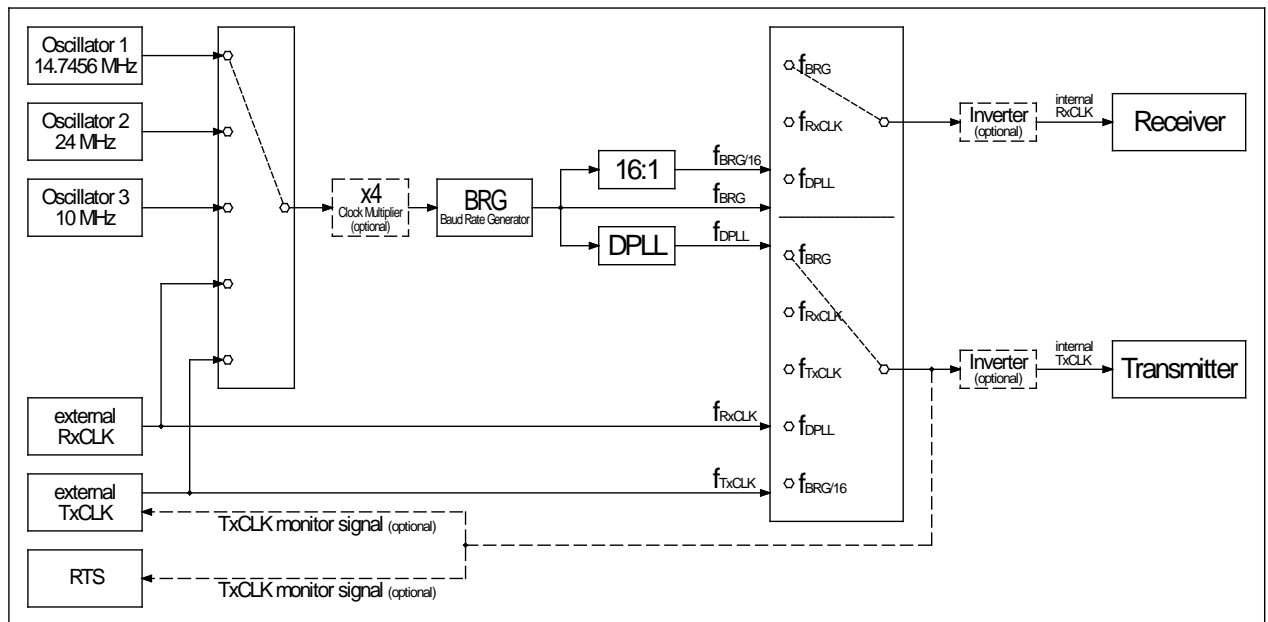 Oscillator 1
14.7456 MHz
Oscillator 2
24 MHz
Oscillator 3
10 MHz
external
RxCLK
external
TxCLK
RTS
x4
Clock Multiplier
(optional)
BRG
Baud Rate Generator
16:1
DPLL
fBRG/16
fBRG
fDPLL
fRxCLK
fTxCLK
TxCLK monitor signal (optional)
TxCLK monitor signal (optional)
fBRG
fRxCLK
fDPLL
fBRG
fRxCLK
fTxCLK
fDPLL
fBRG/16
Inverter
(optional)
internal
RxCLK
Receiver
Inverter
(optional)
internal
TxCLK
Transmitter